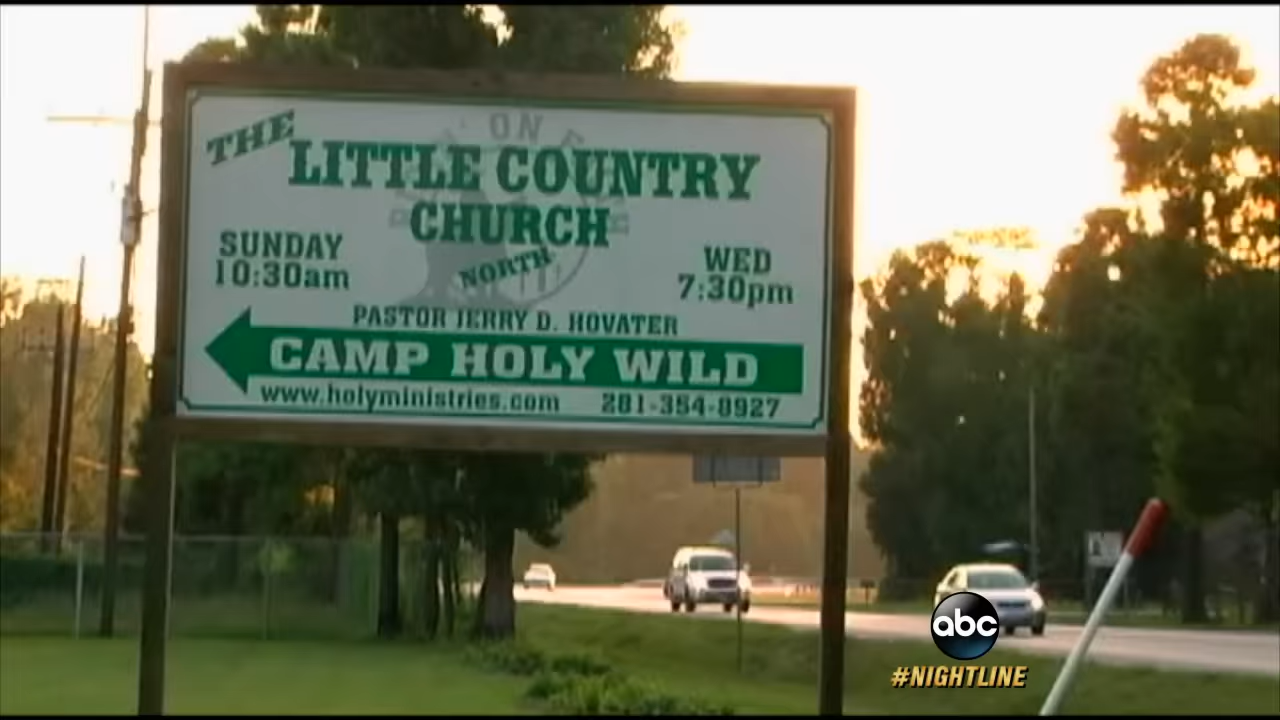 THE
LITTLE COUNTRY
CHURCH
NORTH
SUNDAY
10:30am
WED
7:30pm
PASTOR JERRY D. HOVATER
CAMP HOLY WILD
www.holyministries.com 281-354-8927
abc
#NIGHTLINE